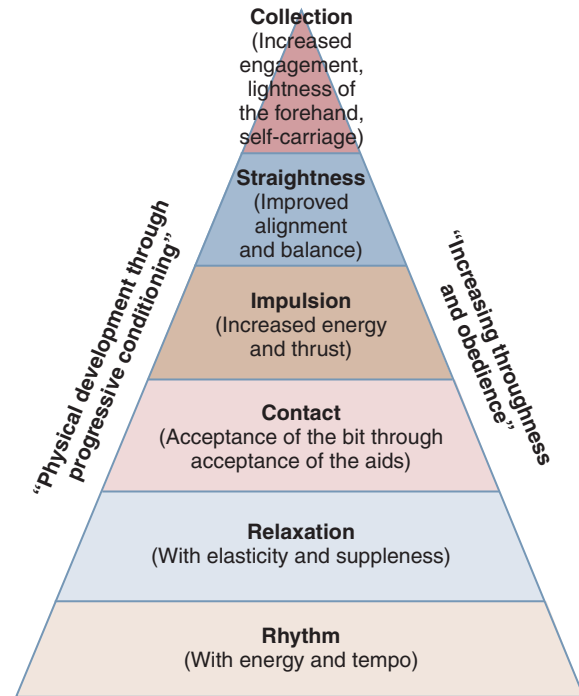 Collection
(Increased
engagement,
lightness of
the forehand,
self-carriage)
Straightness
(Improved
alignment
and balance)
Impulsion
(Increased energy
and thrust)
Contact
(Acceptance of the bit through
acceptance of the aids)
Relaxation
(With elasticity and suppleness)
Rhythm
(With energy and tempo)
“Physical development through
progressive conditioning”
“Increasing throughness
and obedience”